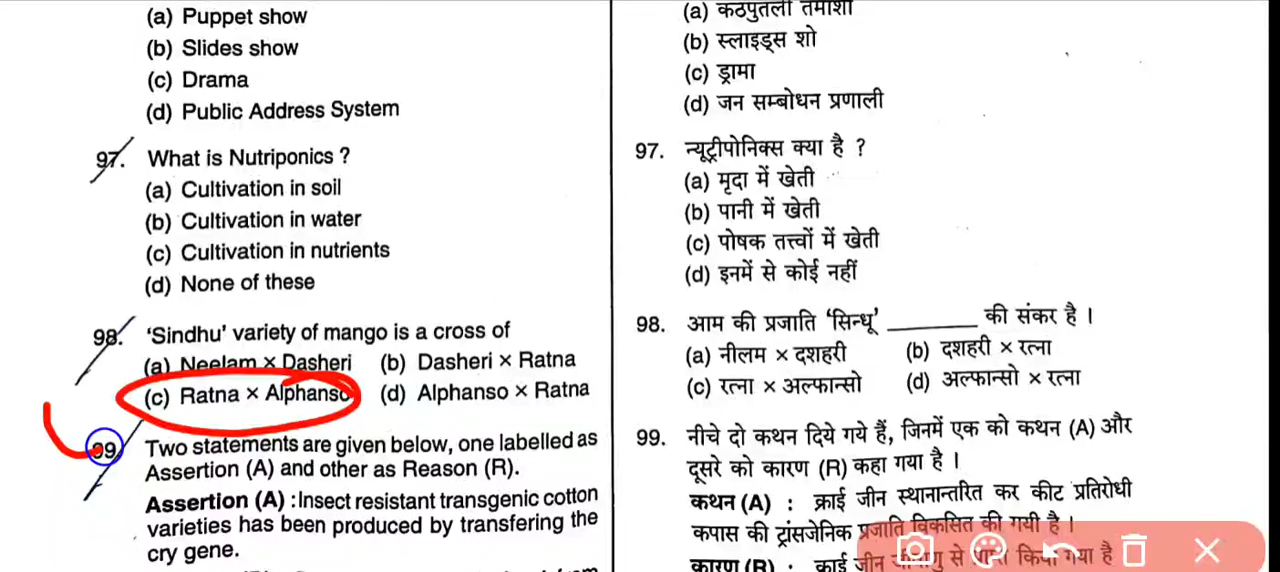 (a) Puppet show
(b) Slides show
(c) Drama
(d) Public Address System
97. What is Nutriponics ?
(a) Cultivation in soil
(b) Cultivation in water
(c) Cultivation in nutrients
(d) None of these
98. 'Sindhu' variety of mango is a cross of
(a) Neelam × Dasheri (b) Dasheri × Ratna
(c) Ratna × Alphanso (d) Alphanso × Ratna
99. Two statements are given below, one labelled as
Assertion (A) and other as Reason (R).
Assertion (A) :Insect resistant transgenic cotton
varieties has been produced by transfering the
cry gene.
(a) कठपुतली तमाशा
(b) स्लाइड्स शो
(c) ड्रामा
(d) जन सम्बोधन प्रणाली
97. न्यूट्रीपोनिक्स क्या है ?
(a) मृदा में खेती
(b) पानी में खेती
(c) पोषक तत्त्वों में खेती
(d) इनमें से कोई नहीं
98. आम की प्रजाति 'सिन्धू' ________ की संकर है ।
(a) नीलम × दशहरी (b) दशहरी × रत्ना
(c) रत्ना × अल्फान्सो (d) अल्फान्सो × रत्ना
99. नीचे दो कथन दिये गये हैं, जिनमें एक को कथन (A) और
दूसरे को कारण (R) कहा गया है ।
कथन (A) : क्राई जीन स्थानान्तरित कर कीट प्रतिरोधी
कपास की ट्रांसजेनिक प्रजाति विकसित की गयी है ।
कारण (R) : क्राई जीन से प्राप्त किया गया है